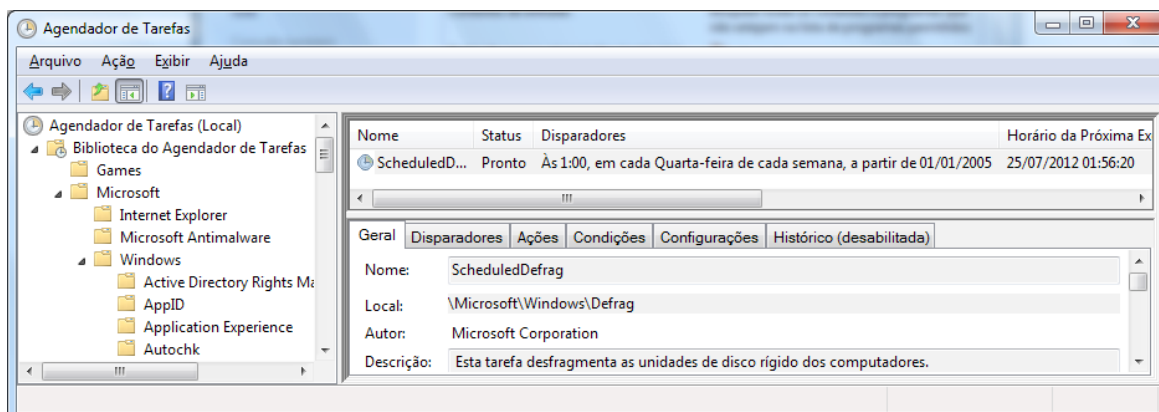 Agendador de Tarefas
Arquivo Ação Exibir Ajuda
Agendador de Tarefas (Local)
Biblioteca do Agendador de Tarefas
Games
Microsoft
Internet Explorer
Microsoft Antimalware
Windows
Active Directory Rights Ma
AppID
Application Experience
Autochk
Nome Status Disparadores Horário da Próxima Ex
ScheduledD... Pronto Às 1:00, em cada Quarta-feira de cada semana, a partir de 01/01/2005 25/07/2012 01:56:20
Geral Disparadores Ações Condições Configurações Histórico (desabilitada)
Nome: ScheduledDefrag
Local: \Microsoft\Windows\Defrag
Autor: Microsoft Corporation
Descrição: Esta tarefa desfragmenta as unidades de disco rígido dos computadores.